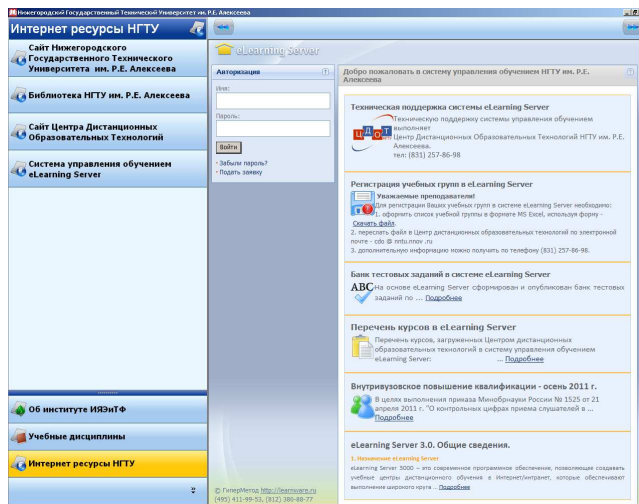 Нижегородский Государственный Технический Университет им. Р.Е. Алексеева
Интернет ресурсы НГТУ
Сайт Нижегородского
Государственного Технического
Университета им. Р.Е. Алексеева
Библиотека НГТУ им. Р.Е. Алексеева
Сайт Центра Дистанционных
Образовательных Технологий
Система управления обучением
eLearning Server
Об институте ИЯЭиТФ
Учебные дисциплины
Интернет ресурсы НГТУ
eLearning Server
Авторизация
Имя:
Пароль:
Войти
Забыли пароль?
Подать заявку
© ГиперМетод http://learnware.ru
(495) 411-99-53, (812) 380-88-77
Добро пожаловать в систему управления обучением НГТУ им. Р.Е.
Алексеева
Техническая поддержка системы eLearning Server
Техническую поддержку системы управления обучением
выполняет
ЦДОТ Центр Дистанционных Образовательных Технологий НГТУ им. Р.Е.
Алексеева.
тел: (831) 257-86-98
Регистрация учебных групп в eLearning Server
Уважаемые преподаватели!
Для регистрации Ваших учебных групп в системе eLearning Server необходимо:
1. оформить список учебной группы в формате MS Excel, используя форму -
Скачать файл.
2. переслать файл в Центр дистанционных образовательных технологий по электронной
почте - cdo @ nntu.nnov .ru
3. дополнительную информацию можно получить по телефону (831) 257-86-98.
Банк тестовых заданий в системе eLearning Server
ABC На основе eLearning Server сформирован и опубликован банк тестовых
заданий по ... Подробнее
Перечень курсов в eLearning Server
Перечень курсов, загруженных Центром дистанционных
образовательных технологий в систему управления обучением
eLearning Server: ... Подробнее
Внутривузовское повышение квалификации - осень 2011 г.
В целях выполнения приказа Минобрнауки России № 1525 от 21
апреля 2011 г. "О контрольных цифрах приема слушателей в ...
Подробнее
eLearning Server 3.0. Общие сведения.
1. Назначение eLearning Server
eLearning Server 3000 – это современное программное обеспечение, позволяющее создавать
учебные центры дистанционного обучения в Интернет/интранет, которые обеспечивают
выполнение широкого круга ... Подробнее